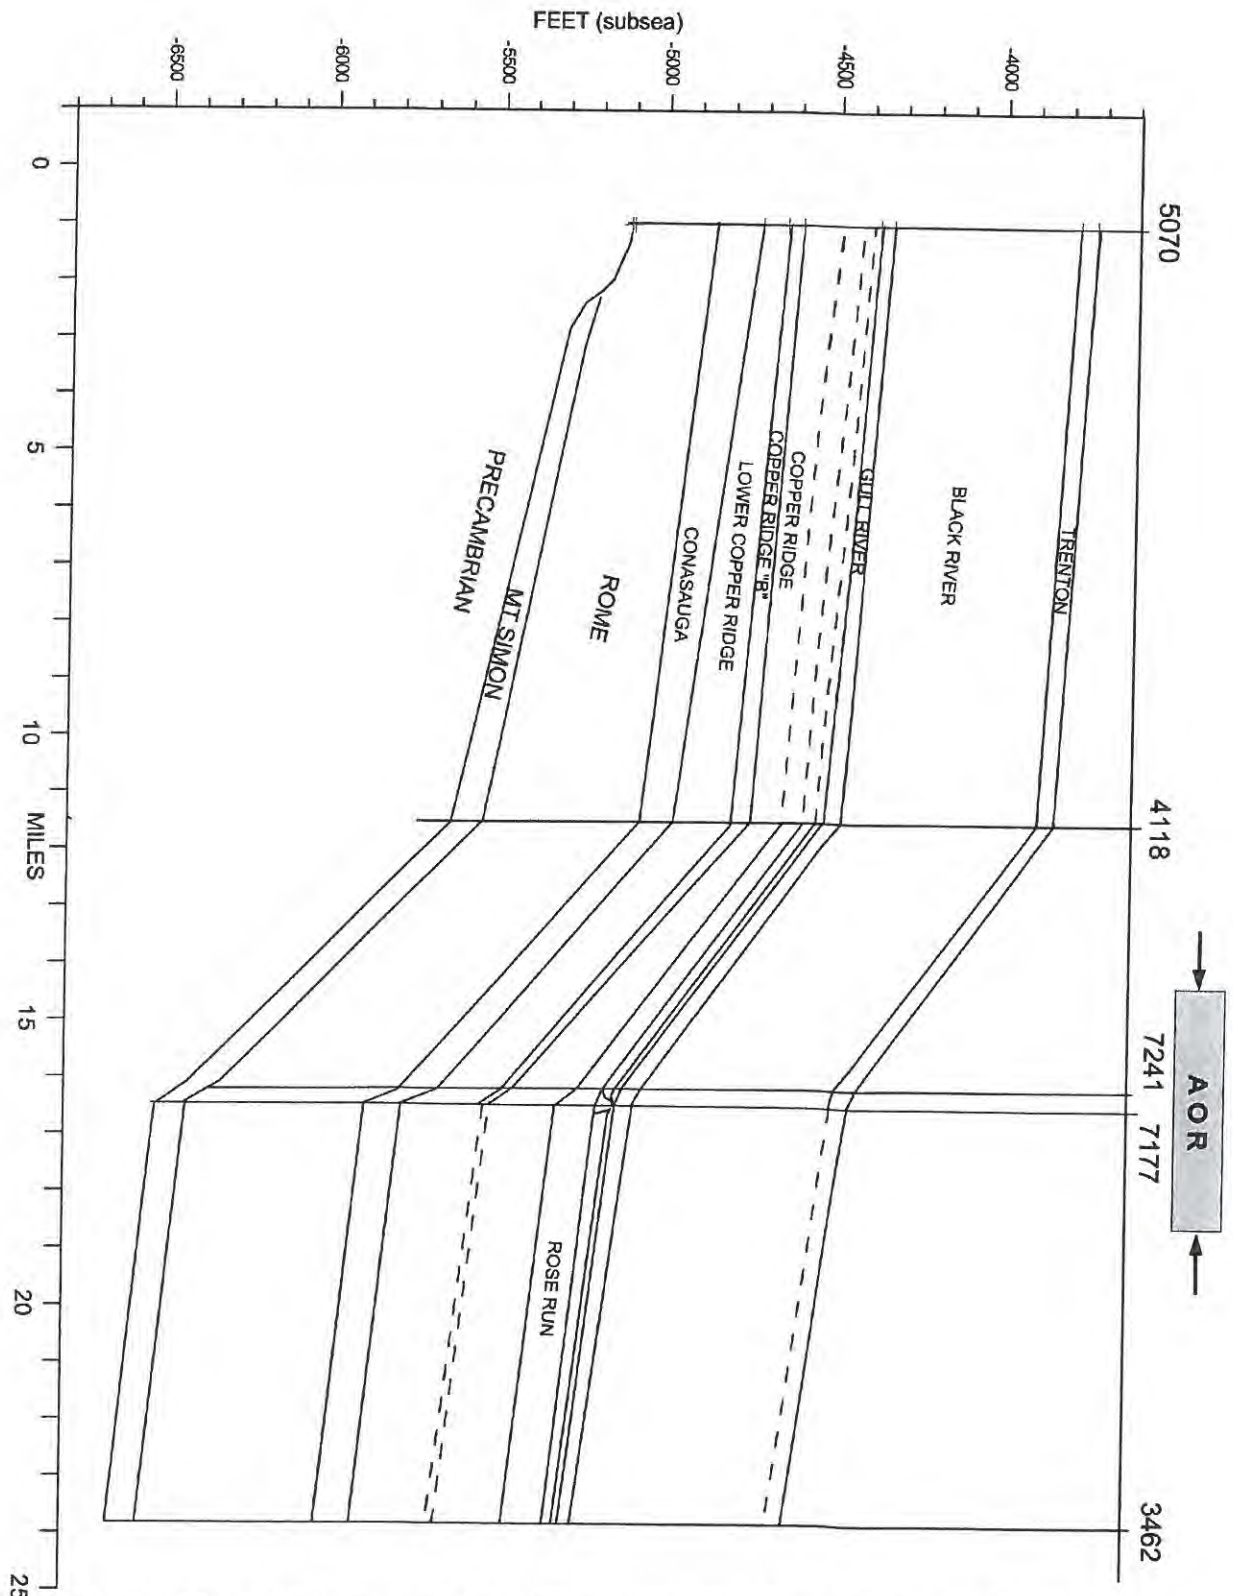 FEET (subsea)
-6500
-6000
-5500
-5000
-4500
-4000
5070
4118
7241
7177
3462
AOR
TRENTON
BLACK RIVER
GULL RIVER
COPPER RIDGE
COPPER RIDGE "B"
LOWER COPPER RIDGE
CONASAUGA
ROME
MT SIMON
PRECAMBRIAN
ROSE RUN
0
5
10
15
20
25
MILES